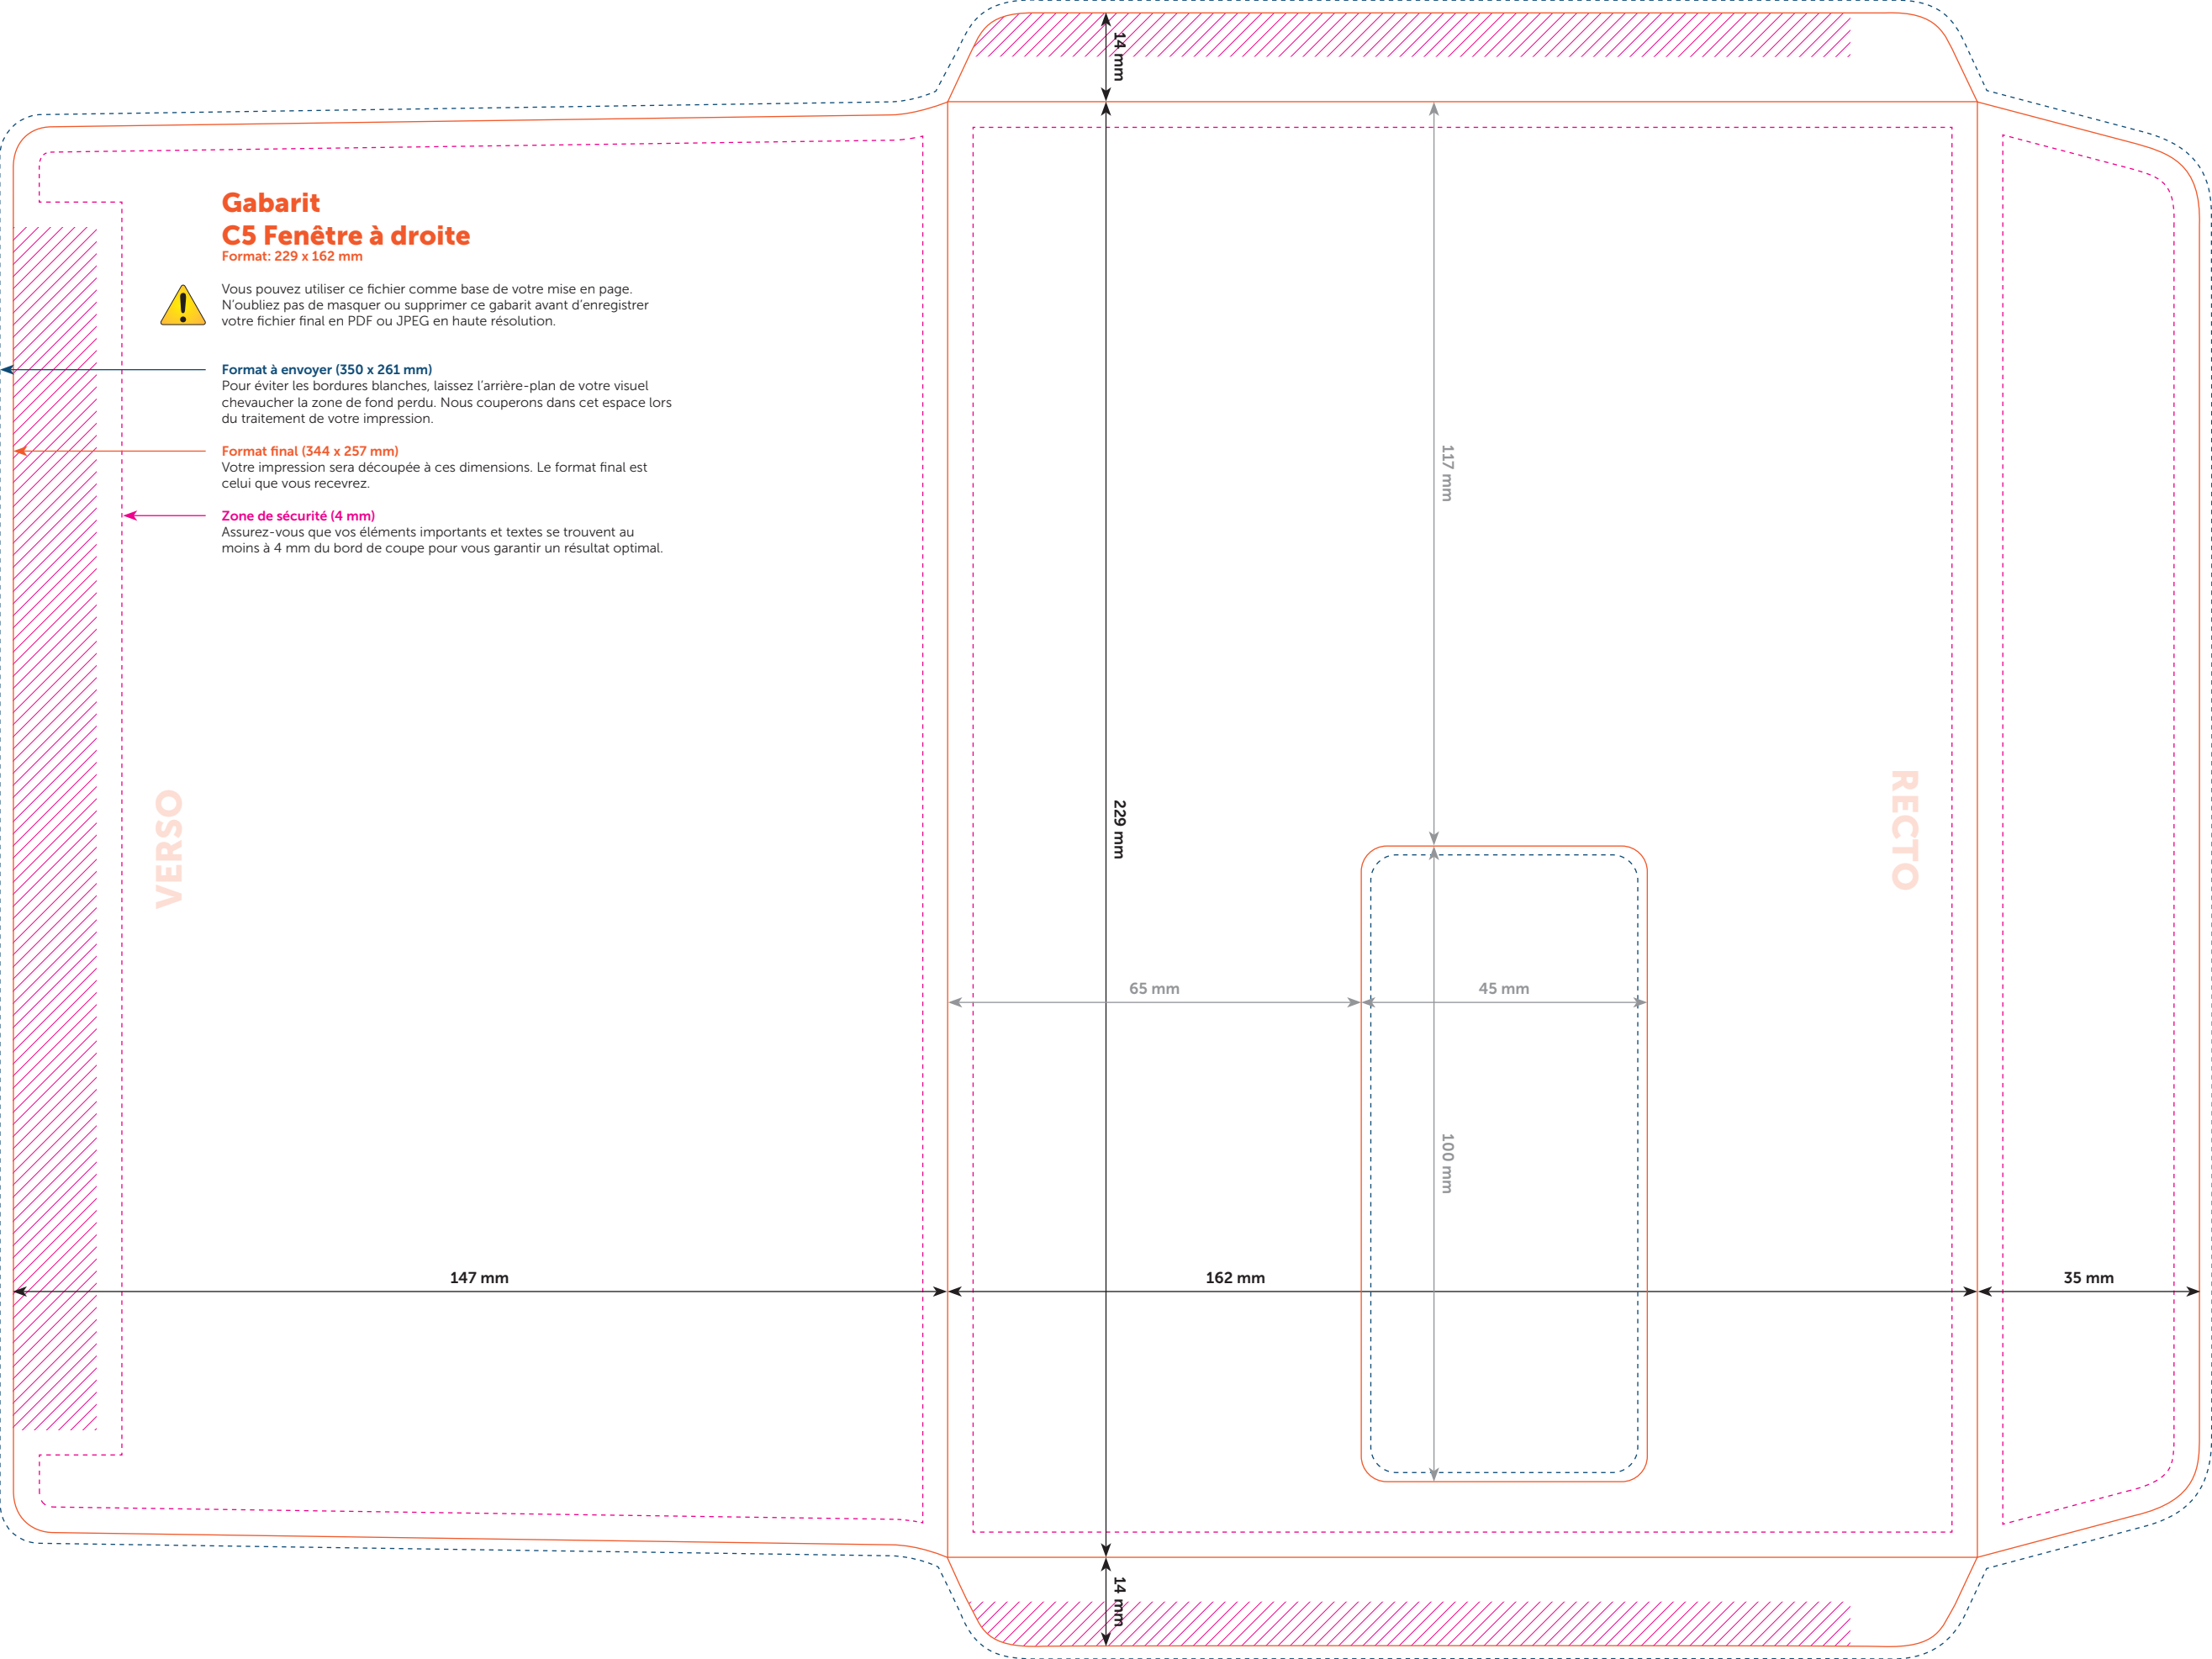 Gabarit
C5 Fenêtre à droite
Format: 229 x 162 mm
Vous pouvez utiliser ce fichier comme base de votre mise en page.
N’oubliez pas de masquer ou supprimer ce gabarit avant d’enregistrer
votre fichier final en PDF ou JPEG en haute résolution.
Format à envoyer (350 x 261 mm)
Pour éviter les bordures blanches, laissez l’arrière-plan de votre visuel
chevaucher la zone de fond perdu. Nous couperons dans cet espace lors
du traitement de votre impression.
Format final (344 x 257 mm)
Votre impression sera découpée à ces dimensions. Le format final est
celui que vous recevrez.
Zone de sécurité (4 mm)
Assurez-vous que vos éléments importants et textes se trouvent au
moins à 4 mm du bord de coupe pour vous garantir un résultat optimal.
VERSO
147 mm
14 mm
117 mm
229 mm
RECTO
65 mm
45 mm
100 mm
162 mm
35 mm
14 mm